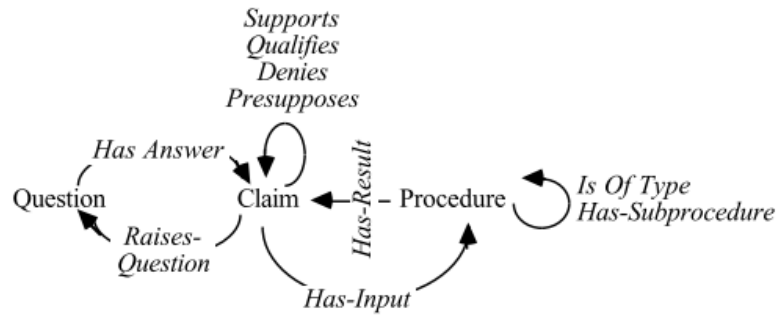 Supports
Qualifies
Denies
Presupposes
Has Answer
Question
Claim
Has-Result
Procedure
Is Of Type
Has-Subprocedure
Raises-
Question
Has-Input